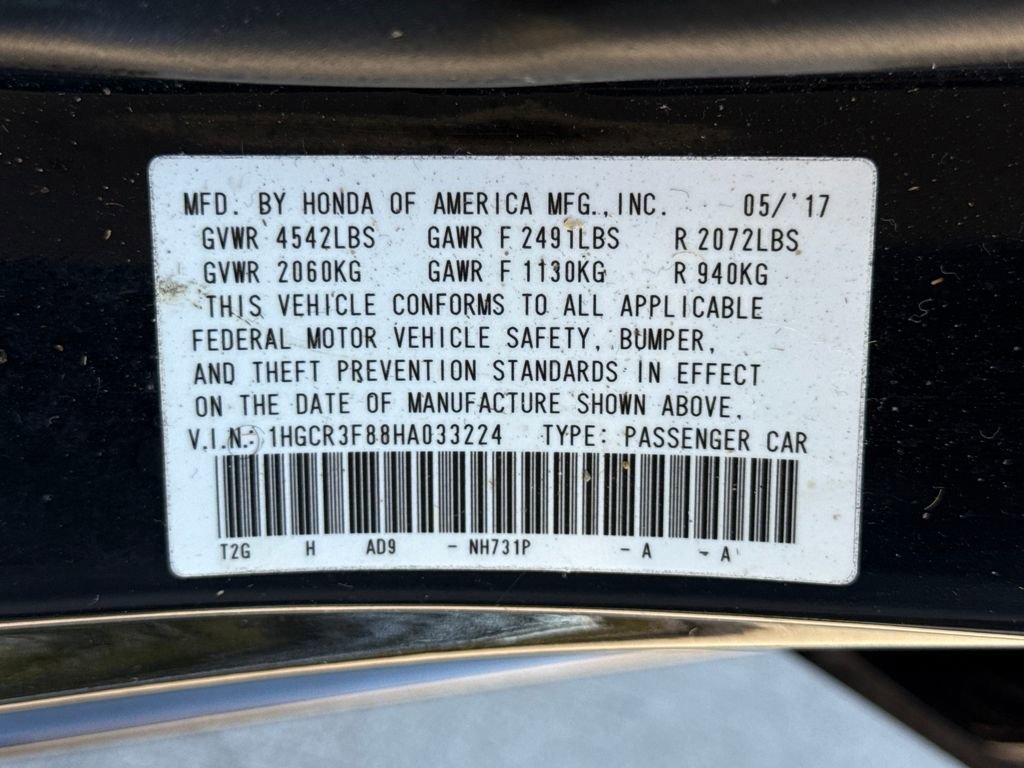 MFD. BY HONDA OF AMERICA MFG.,INC. 05/'17
GVWR 4542LBS GAWR F 2491LBS R 2072LBS
GVWR 2060KG GAWR F 1130KG R 940KG
THIS VEHICLE CONFORMS TO ALL APPLICABLE
FEDERAL MOTOR VEHICLE SAFETY, BUMPER,
AND THEFT PREVENTION STANDARDS IN EFFECT
ON THE DATE OF MANUFACTURE SHOWN ABOVE.
V.I.N.: 1HGCR3F88HA033224 TYPE: PASSENGER CAR
T2G H AD9 - NH731P - A - A